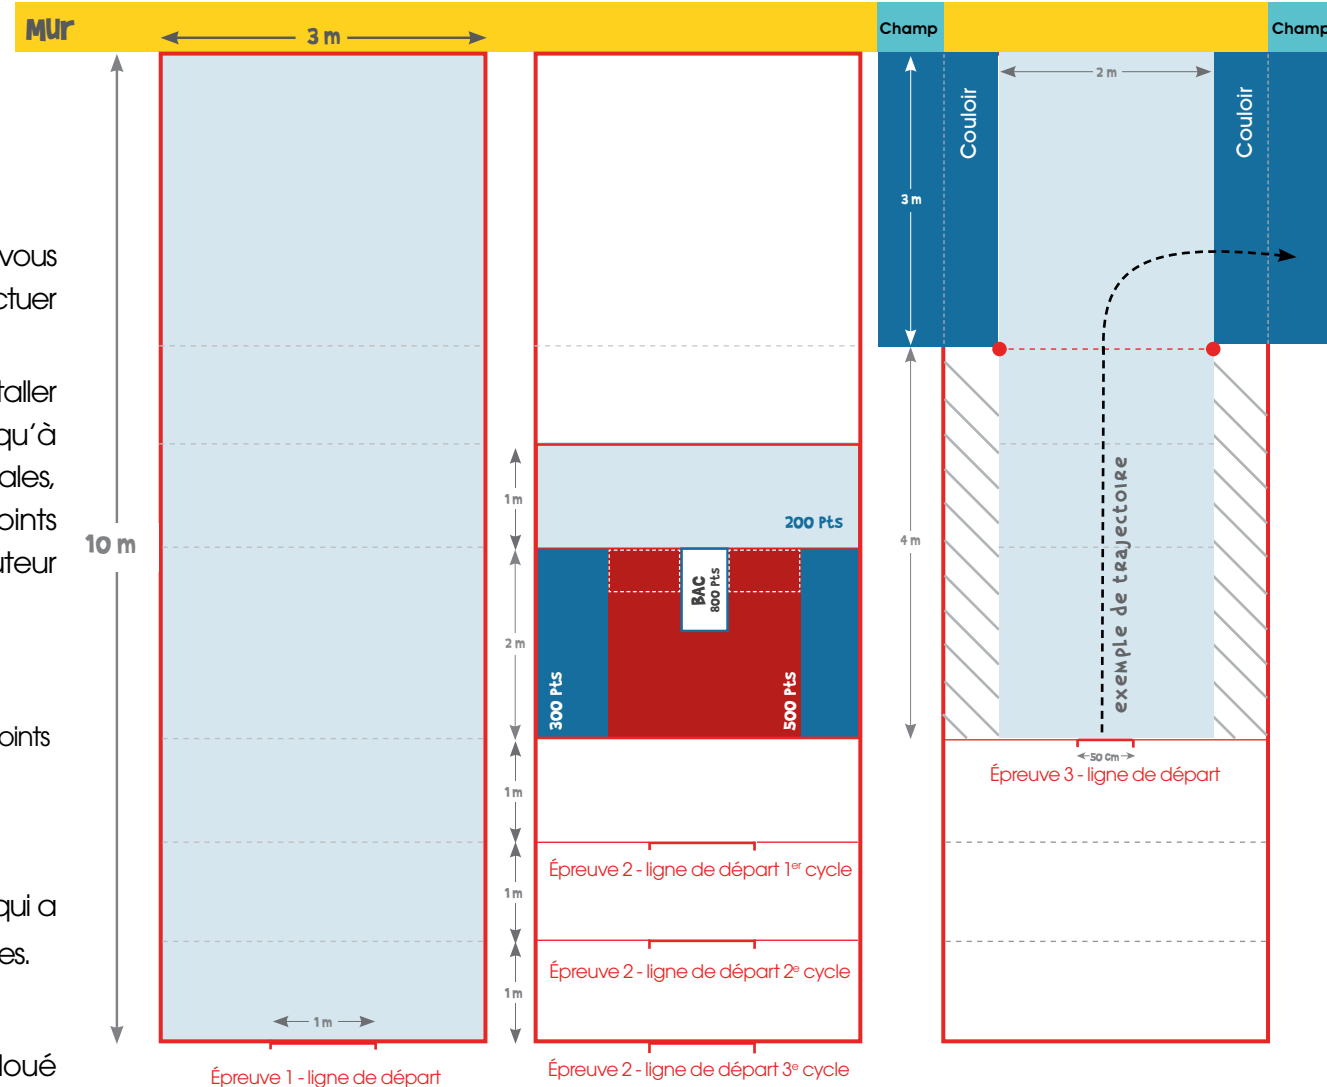 Mur
3 m
Champ
Champ
2 m
Couloir
Couloir
3 m
vous
ctuer
taller
qu'à
ales,
oints
uteur
oints
qui a
es.
loué
10 m
1 m
Épreuve 1 - ligne de départ
1 m
200 Pts
BAC
800 Pts
2 m
300 Pts
500 Pts
1 m
Épreuve 2 - ligne de départ 1er cycle
1 m
Épreuve 2 - ligne de départ 2e cycle
1 m
Épreuve 2 - ligne de départ 3e cycle
4 m
exemple de trajectoire
50 cm
Épreuve 3 - ligne de départ